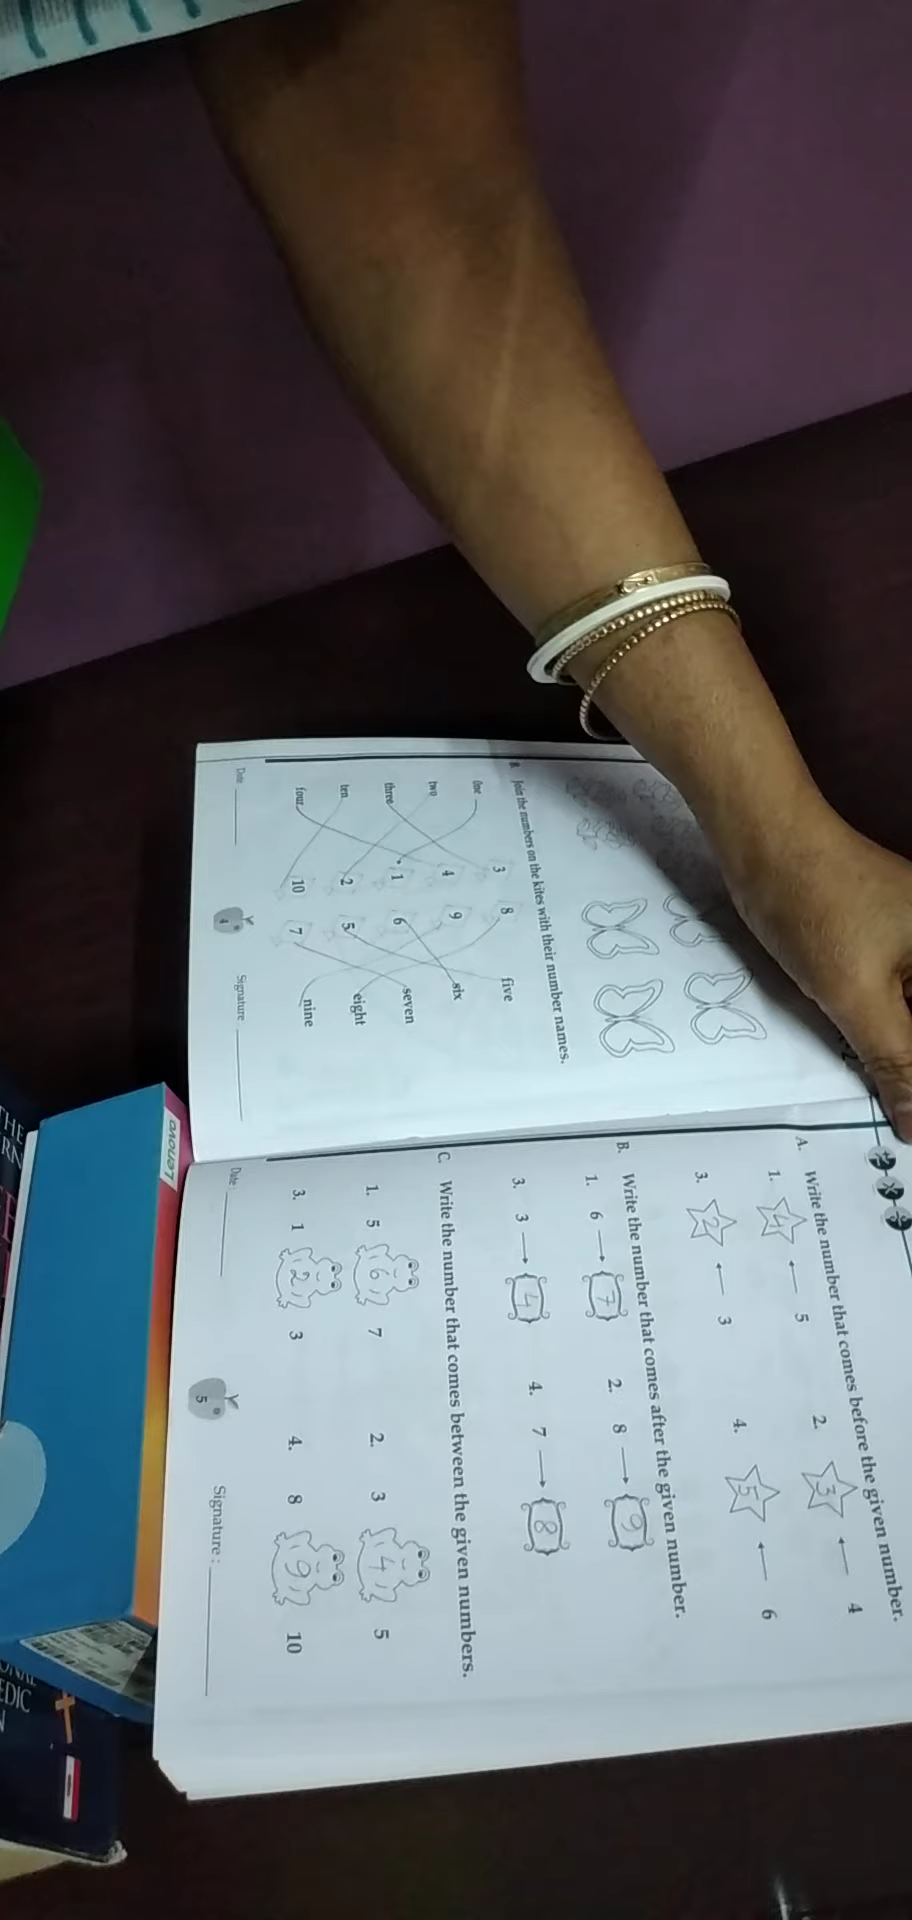 B. Join the numbers on the kites with their number names.
One 3 8 five
two 4 9 six
three 1 6 seven
ten 2 5 eight
four 10 7 nine
Date
4
Signature
A. Write the number that comes before the given number.
1. 4 ← 5 2. 3 ← 4
3. 2 ← 3 4. 5 ← 6
B. Write the number that comes after the given number.
1. 6 → 7 2. 8 → 9
3. 3 → 4 4. 7 → 8
C. Write the number that comes between the given numbers.
1. 5 6 7 2. 3 4 5
3. 1 2 3 4. 8 9 10
Date :
5
Signature :
Lenovo
THE
EDIC